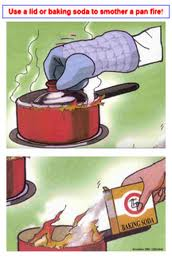 Use a lid or baking soda to smother a pan fire!
BAKING SODA